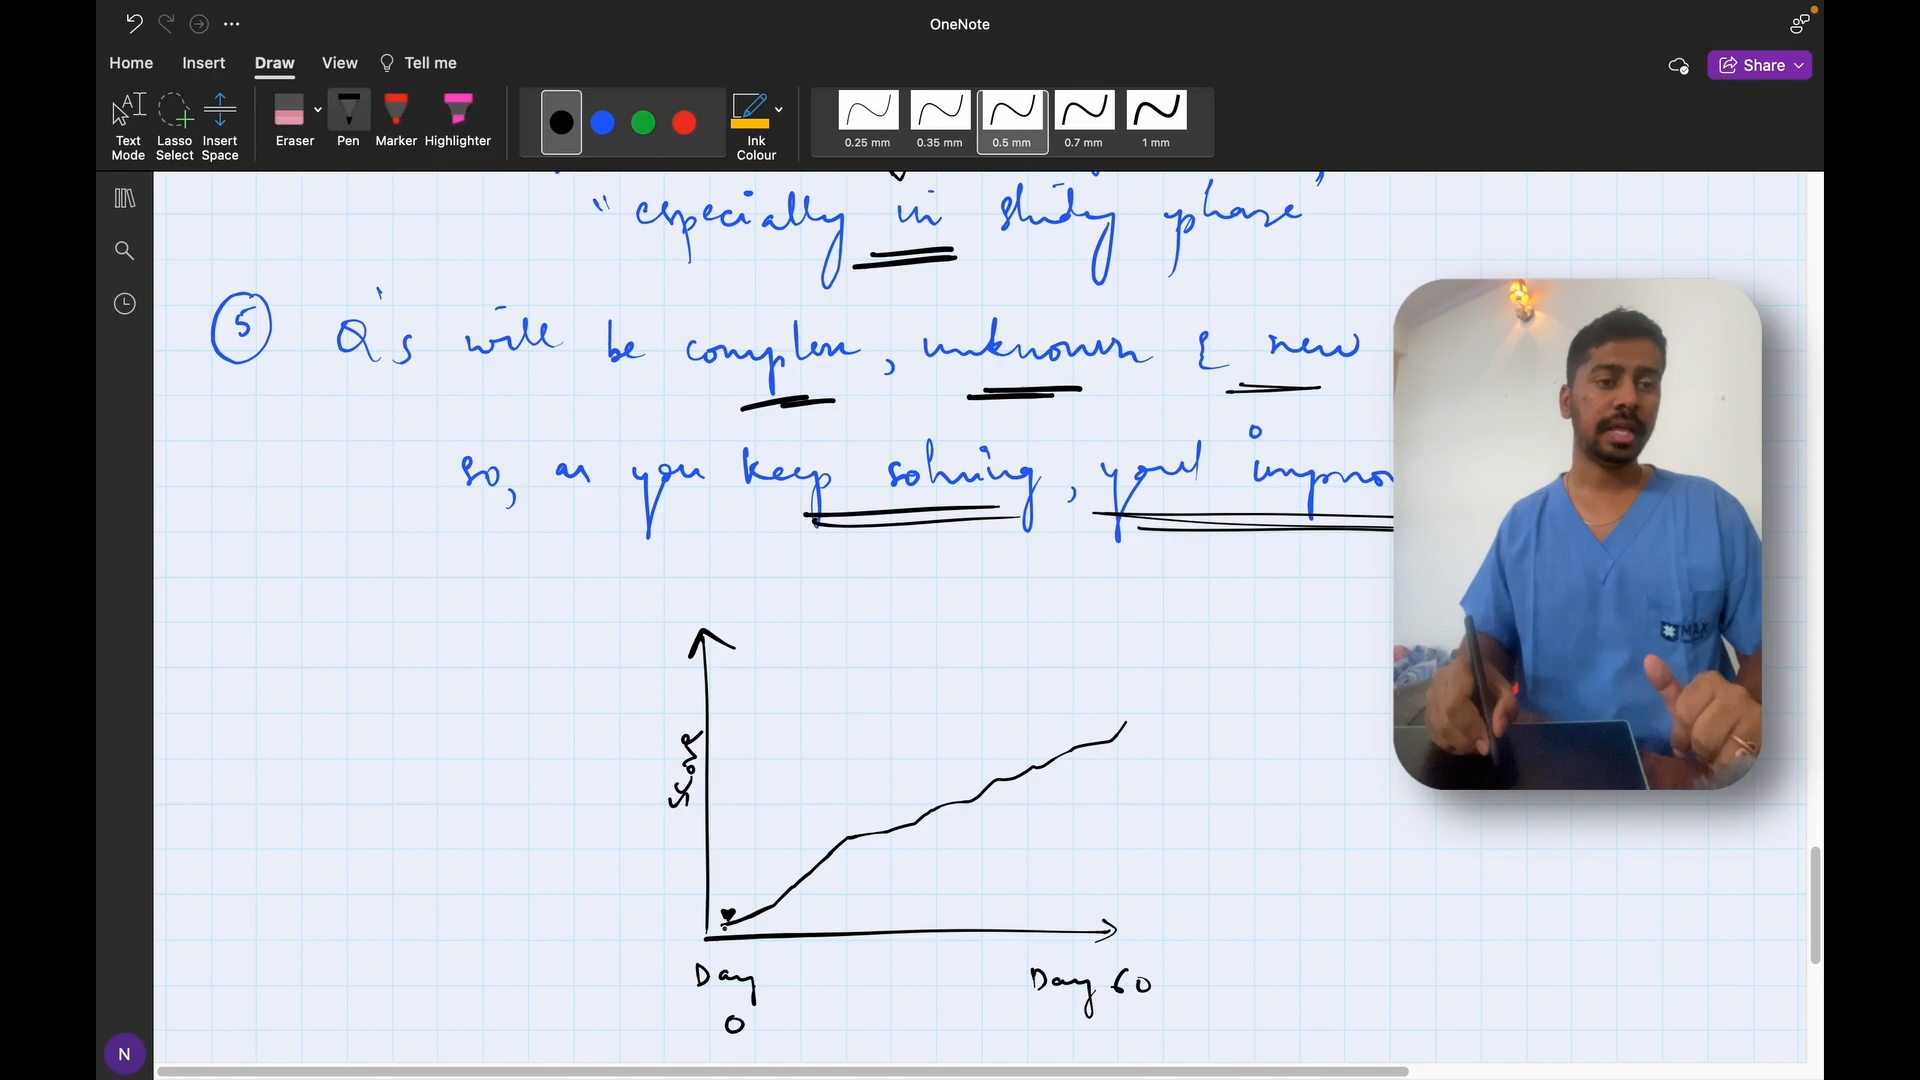 OneNote
Home Insert Draw View Tell me
Share
Text Mode
Lasso Select
Insert Space
Eraser
Pen
Marker
Highlighter
Ink Colour
0.25 mm
0.35 mm
0.5 mm
0.7 mm
1 mm
"especially in study phase"
5 Q's will be complex, unknown & new
so, as you keep solving, you'l impro
Score
MAX
Day 0
Day 60
N